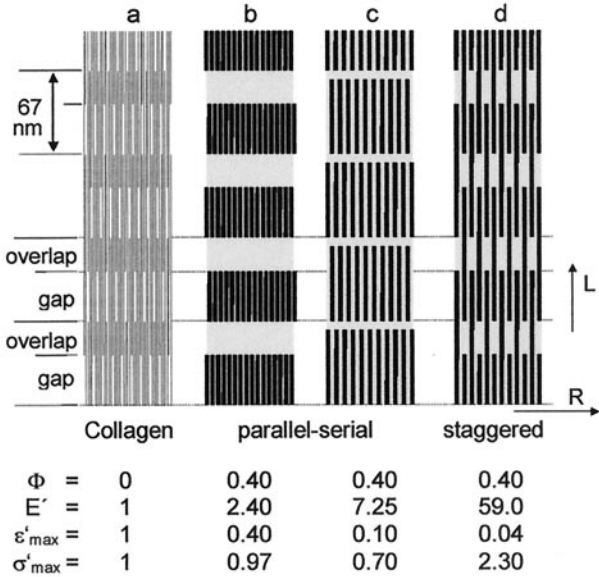 a b c d
67
nm
overlap
gap
overlap
gap
L
R
Collagen parallel-serial staggered
Φ = 0 0.40 0.40 0.40
E´ = 1 2.40 7.25 59.0
ε‘max = 1 0.40 0.10 0.04
σ‘max = 1 0.97 0.70 2.30